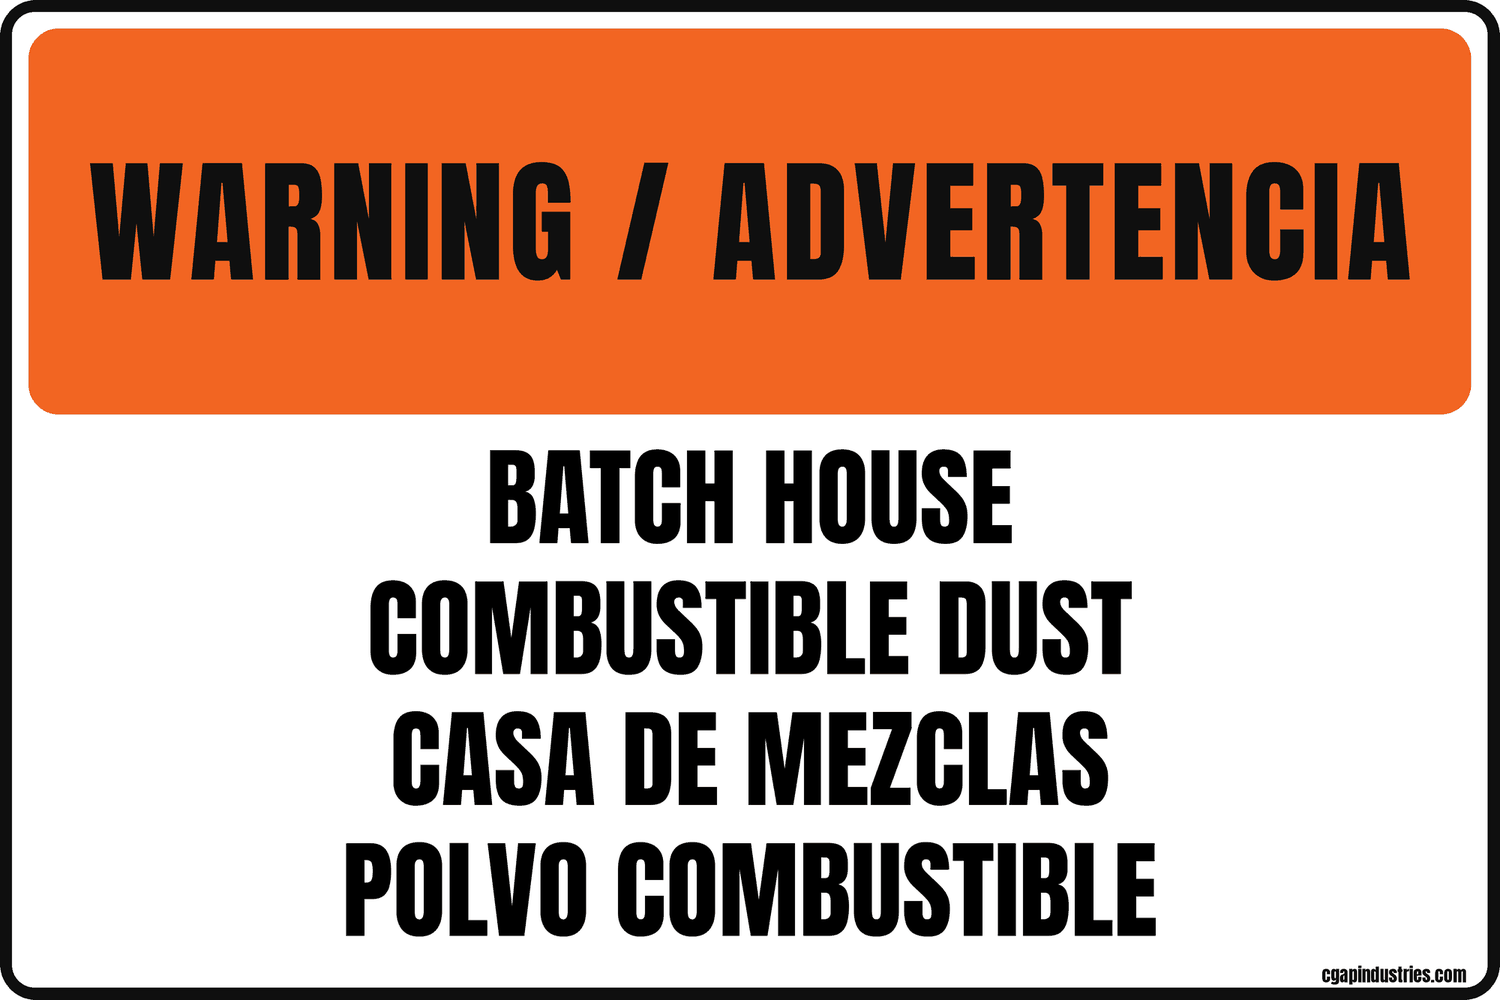 WARNING / ADVERTENCIA
BATCH HOUSE
COMBUSTIBLE DUST
CASA DE MEZCLAS
POLVO COMBUSTIBLE
cgapindustries.com